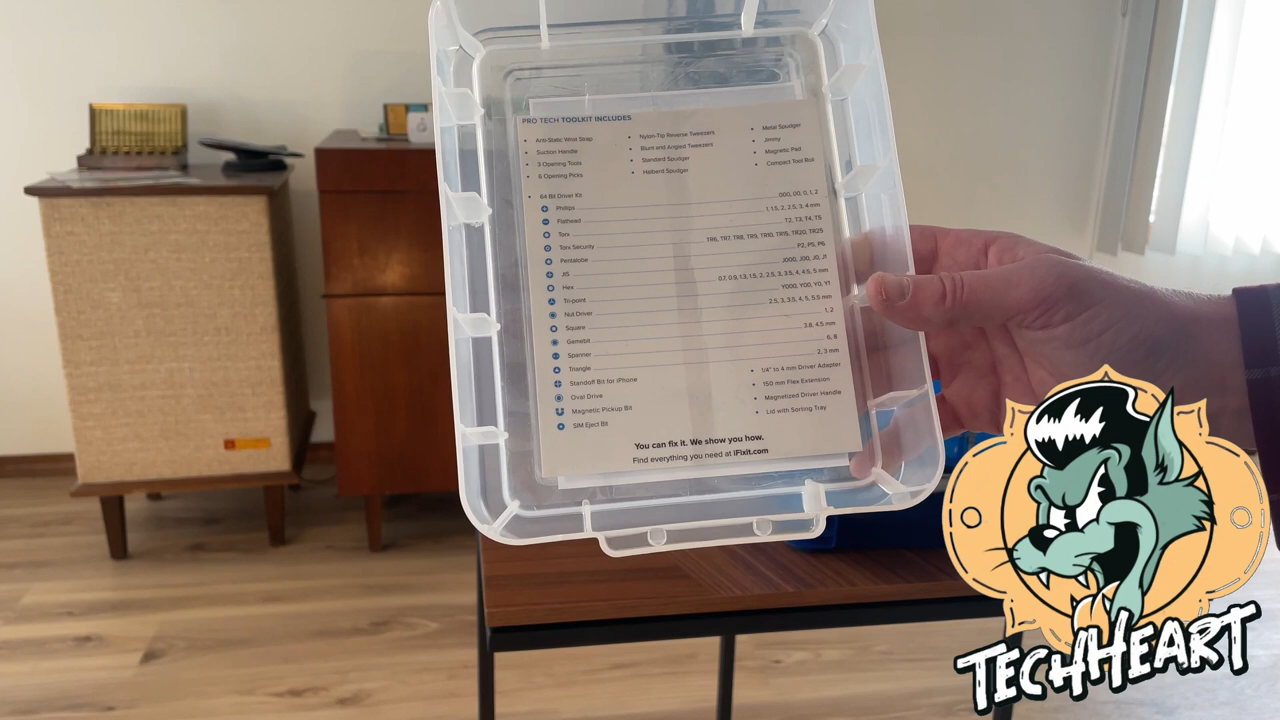 PRO TECH TOOLKIT INCLUDES
• Anti-Static Wrist Strap
• Suction Handle
• 3 Opening Tools
• 6 Opening Picks
• Nylon-Tip Reverse Tweezers
• Blunt and Angled Tweezers
• Standard Spudger
• Halberd Spudger
• Metal Spudger
• Jimmy
• Magnetic Pad
• Compact Tool Roll
• 64 Bit Driver Kit
Phillips 000, 00, 0, 1, 2
Flathead 1, 1.5, 2, 2.5, 3, 4 mm
Torx T2, T3, T4, T5
Torx Security TR6, TR7, TR8, TR9, TR10, TR15, TR20, TR25
Pentalobe P2, P5, P6
JIS J000, J00, J0, J1
Hex 0.7, 0.9, 1.3, 1.5, 2, 2.5, 3, 3.5, 4, 4.5, 5 mm
Tri-point Y000, Y00, Y0, Y1
Nut Driver 2.5, 3, 3.5, 4, 5, 5.5 mm
Square 1, 2
Gamebit 3.8, 4.5 mm
Spanner 6, 8
Triangle 2, 3 mm
Standoff Bit for iPhone
Oval Drive
Magnetic Pickup Bit
SIM Eject Bit
• 1/4" to 4 mm Driver Adapter
• 150 mm Flex Extension
• Magnetized Driver Handle
• Lid with Sorting Tray
You can fix it. We show you how.
Find everything you need at iFixit.com
TECHHEART